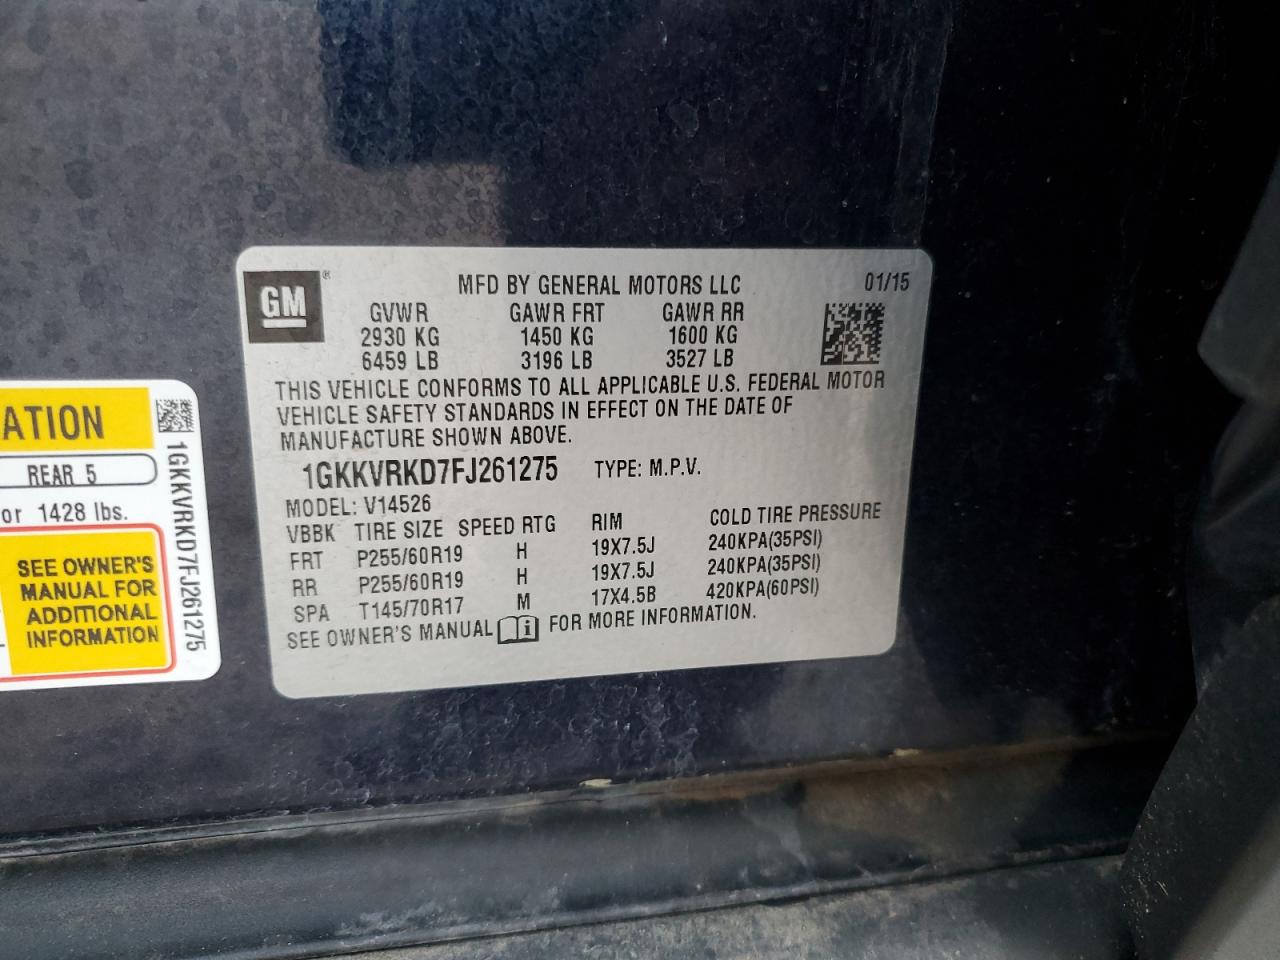 GM®
MFD BY GENERAL MOTORS LLC 01/15
GVWR GAWR FRT GAWR RR
2930 KG 1450 KG 1600 KG
6459 LB 3196 LB 3527 LB
THIS VEHICLE CONFORMS TO ALL APPLICABLE U.S. FEDERAL MOTOR
VEHICLE SAFETY STANDARDS IN EFFECT ON THE DATE OF
MANUFACTURE SHOWN ABOVE.
1GKKVRKD7FJ261275 TYPE: M.P.V.
MODEL: V14526
VBBK TIRE SIZE SPEED RTG RIM COLD TIRE PRESSURE
FRT P255/60R19 H 19X7.5J 240KPA(35PSI)
RR P255/60R19 H 19X7.5J 240KPA(35PSI)
SPA T145/70R17 M 17X4.5B 420KPA(60PSI)
SEE OWNER'S MANUAL i FOR MORE INFORMATION.
ATION
REAR 5
or 1428 lbs.
SEE OWNER'S
MANUAL FOR
ADDITIONAL
INFORMATION
1GKKVRKD7FJ261275